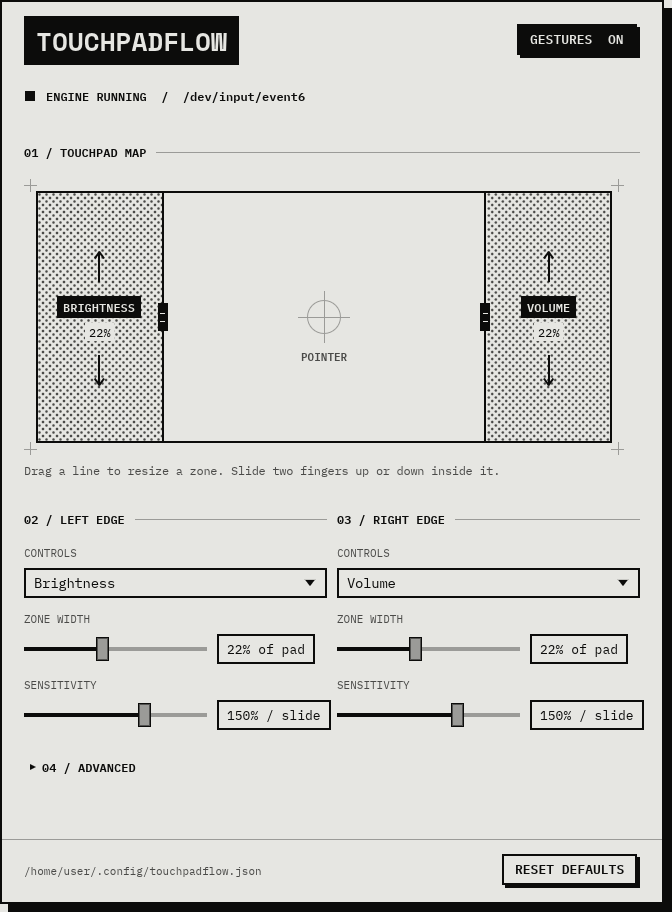 TOUCHPADFLOW
GESTURES ON
ENGINE RUNNING / /dev/input/event6
01 / TOUCHPAD MAP
BRIGHTNESS
22%
POINTER
VOLUME
22%
Drag a line to resize a zone. Slide two fingers up or down inside it.
02 / LEFT EDGE
CONTROLS
Brightness
ZONE WIDTH
22% of pad
SENSITIVITY
150% / slide
03 / RIGHT EDGE
CONTROLS
Volume
ZONE WIDTH
22% of pad
SENSITIVITY
150% / slide
04 / ADVANCED
/home/user/.config/touchpadflow.json
RESET DEFAULTS